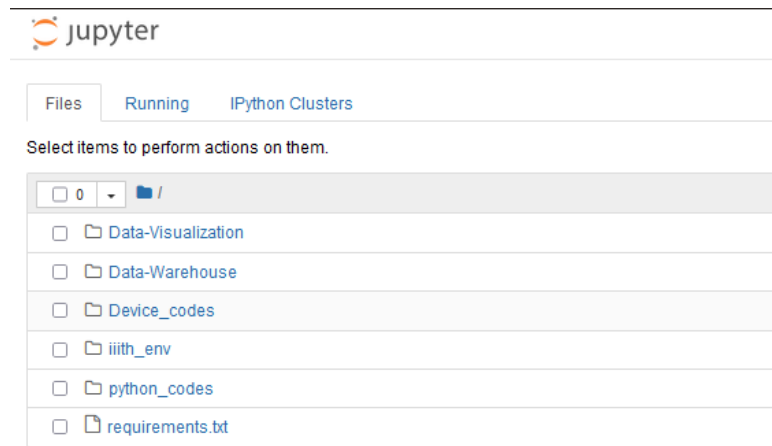 jupyter
Files Running IPython Clusters
Select items to perform actions on them.
0 /
Data-Visualization
Data-Warehouse
Device_codes
iiith_env
python_codes
requirements.txt